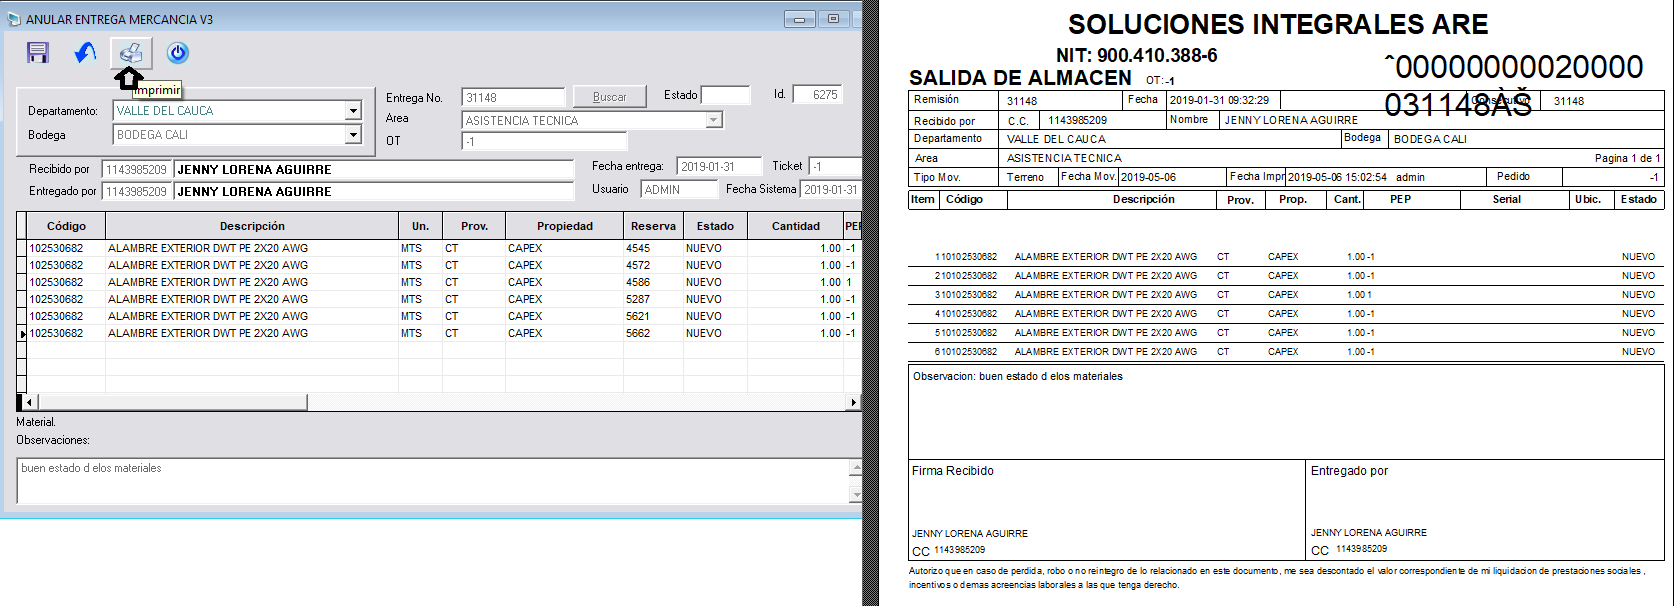 ANULAR ENTREGA MERCANCIA V3
Imprimir
Departamento: VALLE DEL CAUCA
Bodega BODEGA CALI
Entrega No. 31148 Buscar Estado Id. 6275
Area ASISTENCIA TECNICA
OT -1
Recibido por 1143985209 JENNY LORENA AGUIRRE
Entregado por 1143985209 JENNY LORENA AGUIRRE
Fecha entrega: 2019-01-31 Ticket -1
Usuario ADMIN Fecha Sistema 2019-01-31
Código Descripción Un. Prov. Propiedad Reserva Estado Cantidad PEP
102530682 ALAMBRE EXTERIOR DWT PE 2X20 AWG MTS CT CAPEX 4545 NUEVO 1.00 -1
102530682 ALAMBRE EXTERIOR DWT PE 2X20 AWG MTS CT CAPEX 4572 NUEVO 1.00 -1
102530682 ALAMBRE EXTERIOR DWT PE 2X20 AWG MTS CT CAPEX 4586 NUEVO 1.00 1
102530682 ALAMBRE EXTERIOR DWT PE 2X20 AWG MTS CT CAPEX 5287 NUEVO 1.00 -1
102530682 ALAMBRE EXTERIOR DWT PE 2X20 AWG MTS CT CAPEX 5621 NUEVO 1.00 -1
102530682 ALAMBRE EXTERIOR DWT PE 2X20 AWG MTS CT CAPEX 5662 NUEVO 1.00 -1
Material.
Observaciones:
buen estado d elos materiales
SOLUCIONES INTEGRALES ARE
NIT: 900.410.388-6
SALIDA DE ALMACEN OT: -1
ˆ00000000020000
031148ÀŠ
Remisión 31148 Fecha 2019-01-31 09:32:29 Consecutivo 31148
Recibido por C.C. 1143985209 Nombre JENNY LORENA AGUIRRE
Departamento VALLE DEL CAUCA Bodega BODEGA CALI
Area ASISTENCIA TECNICA Pagina 1 de 1
Tipo Mov. Terreno Fecha Mov. 2019-05-06 Fecha Impr 2019-05-06 15:02:54 admin Pedido -1
Item Código Descripción Prov. Prop. Cant. PEP Serial Ubic. Estado
1 10102530682 ALAMBRE EXTERIOR DWT PE 2X20 AWG CT CAPEX 1.00 -1 NUEVO
2 10102530682 ALAMBRE EXTERIOR DWT PE 2X20 AWG CT CAPEX 1.00 -1 NUEVO
3 10102530682 ALAMBRE EXTERIOR DWT PE 2X20 AWG CT CAPEX 1.00 1 NUEVO
4 10102530682 ALAMBRE EXTERIOR DWT PE 2X20 AWG CT CAPEX 1.00 -1 NUEVO
5 10102530682 ALAMBRE EXTERIOR DWT PE 2X20 AWG CT CAPEX 1.00 -1 NUEVO
6 10102530682 ALAMBRE EXTERIOR DWT PE 2X20 AWG CT CAPEX 1.00 -1 NUEVO
Observacion: buen estado d elos materiales
Firma Recibido Entregado por
JENNY LORENA AGUIRRE JENNY LORENA AGUIRRE
CC 1143985209 CC 1143985209
Autorizo que en caso de perdida, robo o no reintegro de lo relacionado en este documento, me sea descontado el valor correspondiente de mi liquidacion de prestaciones sociales ,
incentivos o demas acreencias laborales a las que tenga derecho.